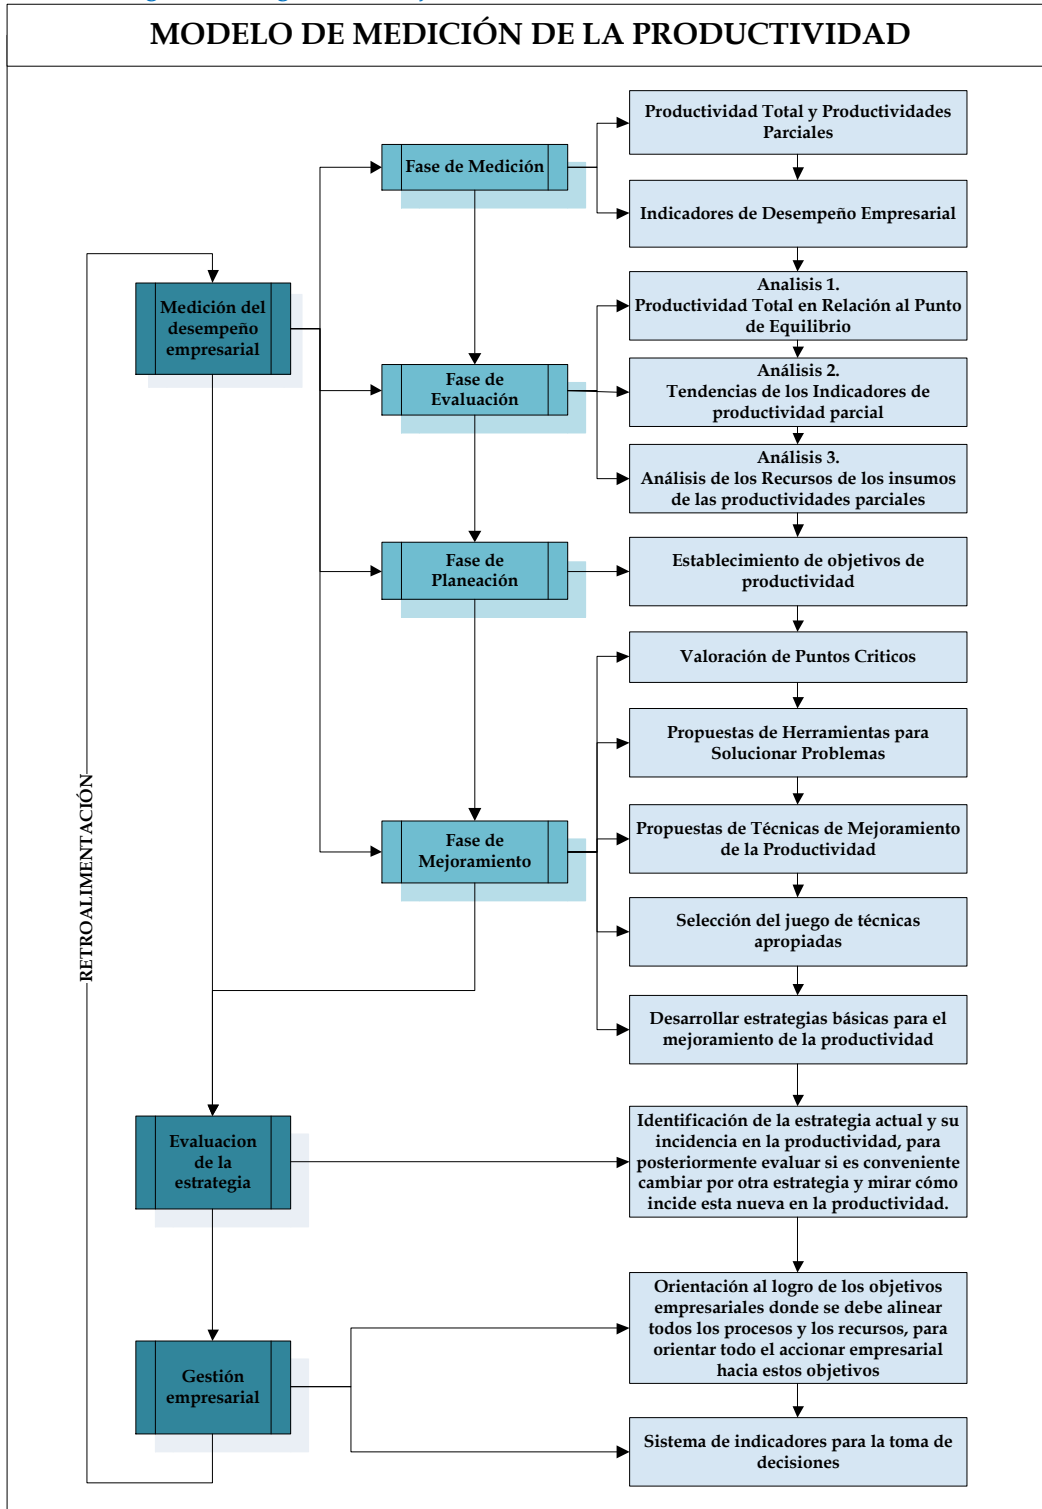 MODELO DE MEDICIÓN DE LA PRODUCTIVIDAD
Productividad Total y Productividades
Parciales
Fase de Medición
Indicadores de Desempeño Empresarial
Medición del
desempeño
empresarial
Analisis 1.
Productividad Total en Relación al Punto
de Equilibrio
Fase de
Evaluación
Análisis 2.
Tendencias de los Indicadores de
productividad parcial
Análisis 3.
Análisis de los Recursos de los insumos
de las productividades parciales
Fase de
Planeación
Establecimiento de objetivos de
productividad
Valoración de Puntos Criticos
Propuestas de Herramientas para
Solucionar Problemas
Fase de
Mejoramiento
Propuestas de Técnicas de Mejoramiento
de la Productividad
RETROALIMENTACIÓN
Selección del juego de técnicas
apropiadas
Desarrollar estrategias básicas para el
mejoramiento de la productividad
Evaluacion
de la
estrategia
Identificación de la estrategia actual y su
incidencia en la productividad, para
posteriormente evaluar si es conveniente
cambiar por otra estrategia y mirar cómo
incide esta nueva en la productividad.
Orientación al logro de los objetivos
empresariales donde se debe alinear
todos los procesos y los recursos, para
orientar todo el accionar empresarial
hacia estos objetivos
Gestión
empresarial
Sistema de indicadores para la toma de
decisiones